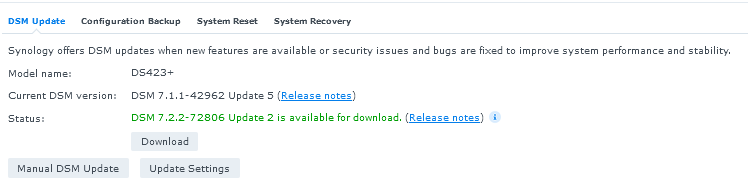 DSM Update Configuration Backup System Reset System Recovery
Synology offers DSM updates when new features are available or security issues and bugs are fixed to improve system performance and stability.
Model name: DS423+
Current DSM version: DSM 7.1.1-42962 Update 5 (Release notes)
Status: DSM 7.2.2-72806 Update 2 is available for download. (Release notes) i
Download
Manual DSM Update Update Settings